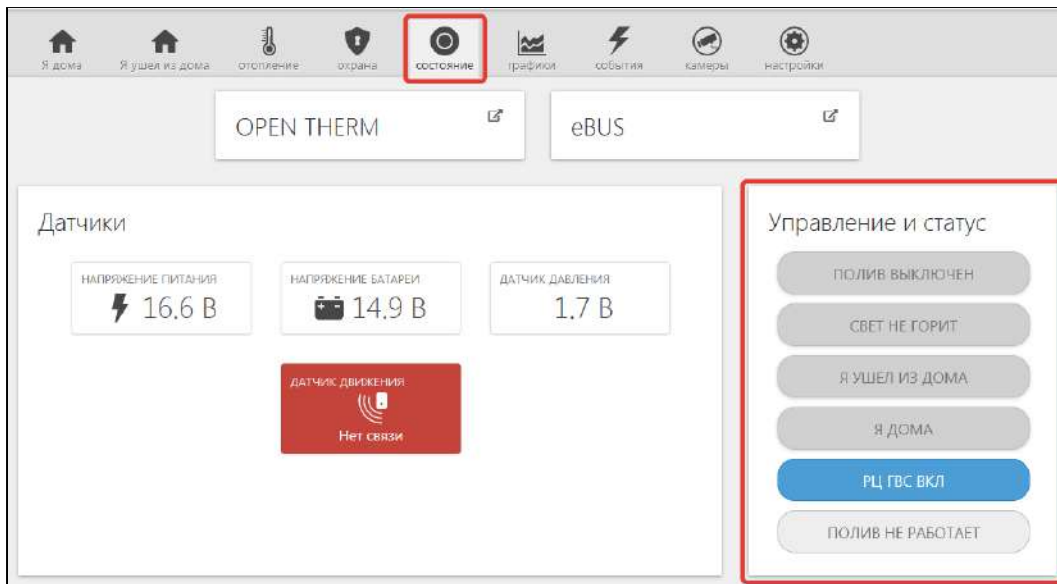 Я дома
Я ушел из дома
отопление
охрана
состояние
графики
события
камеры
настройки
OPEN THERM
eBUS
Датчики
НАПРЯЖЕНИЕ ПИТАНИЯ
16.6 В
НАПРЯЖЕНИЕ БАТАРЕИ
14.9 В
ДАТЧИК ДАВЛЕНИЯ
1.7 В
ДАТЧИК ДВИЖЕНИЯ
Нет связи
Управление и статус
ПОЛИВ ВЫКЛЮЧЕН
СВЕТ НЕ ГОРИТ
Я УШЕЛ ИЗ ДОМА
Я ДОМА
РЦ ГВС ВКЛ
ПОЛИВ НЕ РАБОТАЕТ